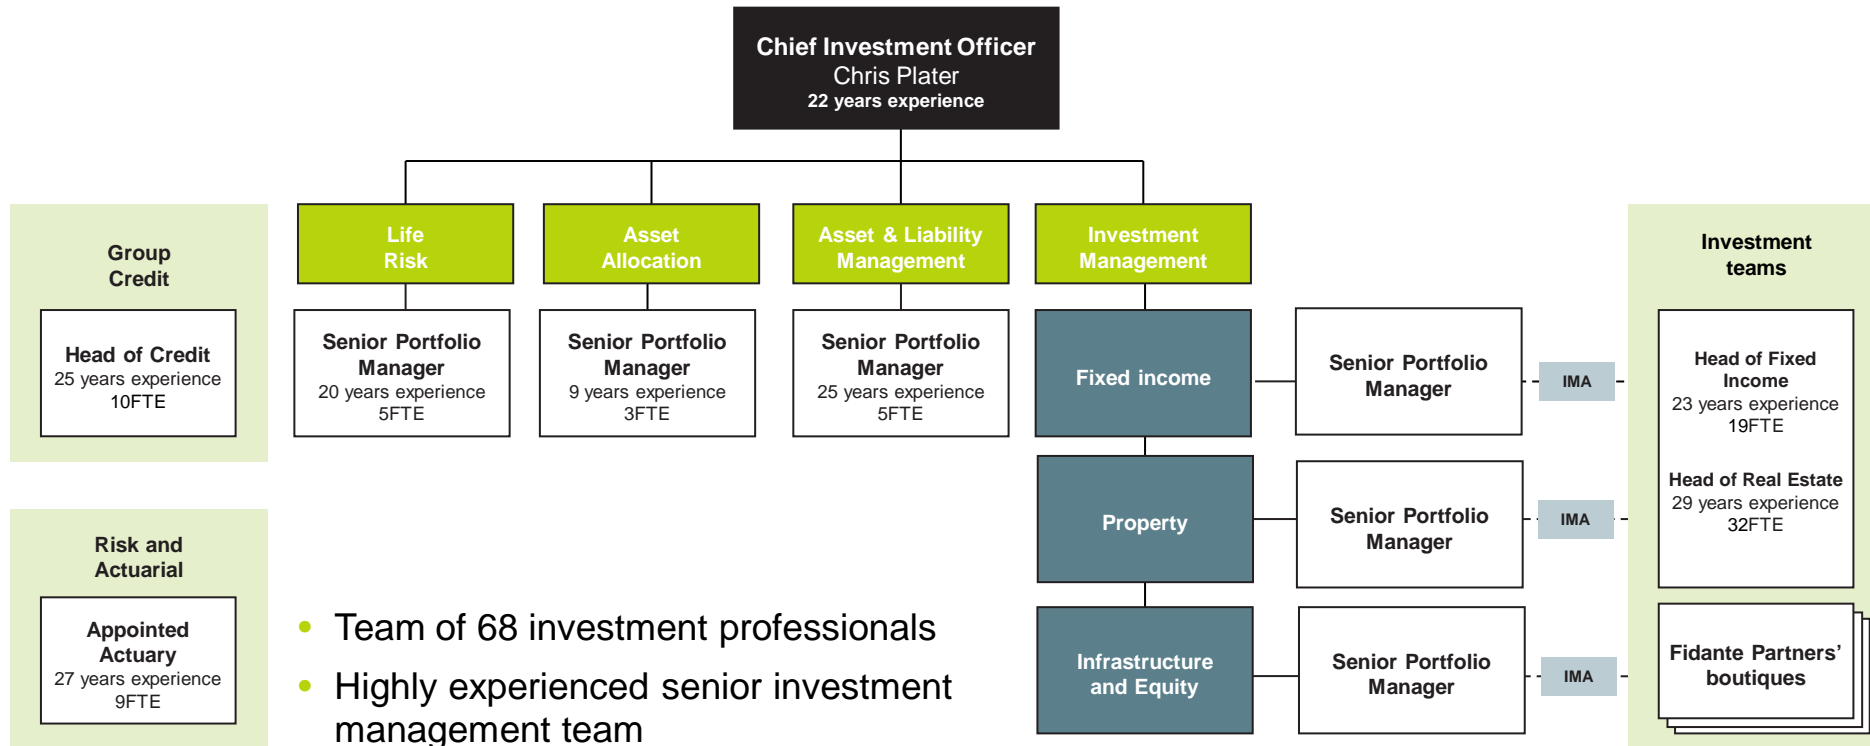 Chief Investment Officer
Chris Plater
22 years experience
Group
Credit
Head of Credit
25 years experience
10FTE
Risk and
Actuarial
Appointed
Actuary
27 years experience
9FTE
Life
Risk
Senior Portfolio
Manager
20 years experience
5FTE
Asset
Allocation
Senior Portfolio
Manager
9 years experience
3FTE
Asset & Liability
Management
Senior Portfolio
Manager
25 years experience
5FTE
Investment
Management
Fixed income
Senior Portfolio
Manager
IMA
Property
Senior Portfolio
Manager
IMA
Infrastructure
and Equity
Senior Portfolio
Manager
IMA
Investment
teams
Head of Fixed
Income
23 years experience
19FTE
Head of Real Estate
29 years experience
32FTE
Fidante Partners’
boutiques
• Team of 68 investment professionals
• Highly experienced senior investment
management team